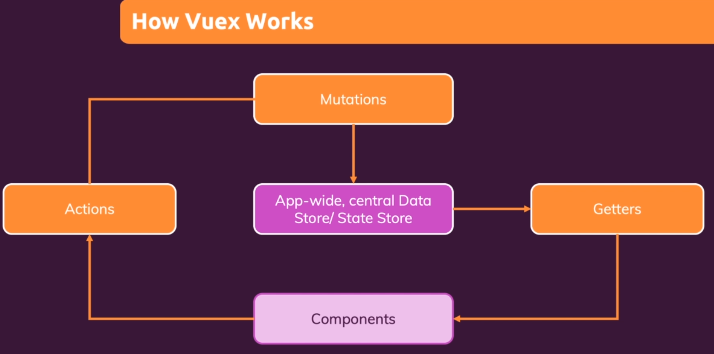 How Vuex Works
Mutations
Actions
App-wide, central Data
Store/ State Store
Getters
Components